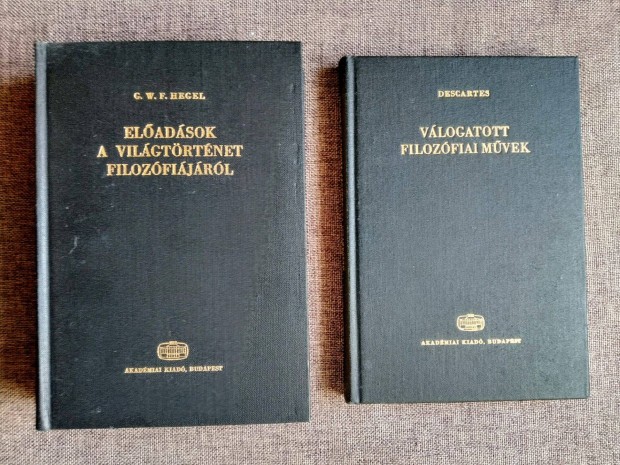 G. W. F. HEGEL
ELŐADÁSOK
A VILÁGTÖRTÉNET
FILOZÓFIÁJÁRÓL
AKADÉMIAI KIADÓ, BUDAPEST
DESCARTES
VÁLOGATOTT
FILOZÓFIAI MŰVEK
AKADÉMIAI KIADÓ, BUDAPEST